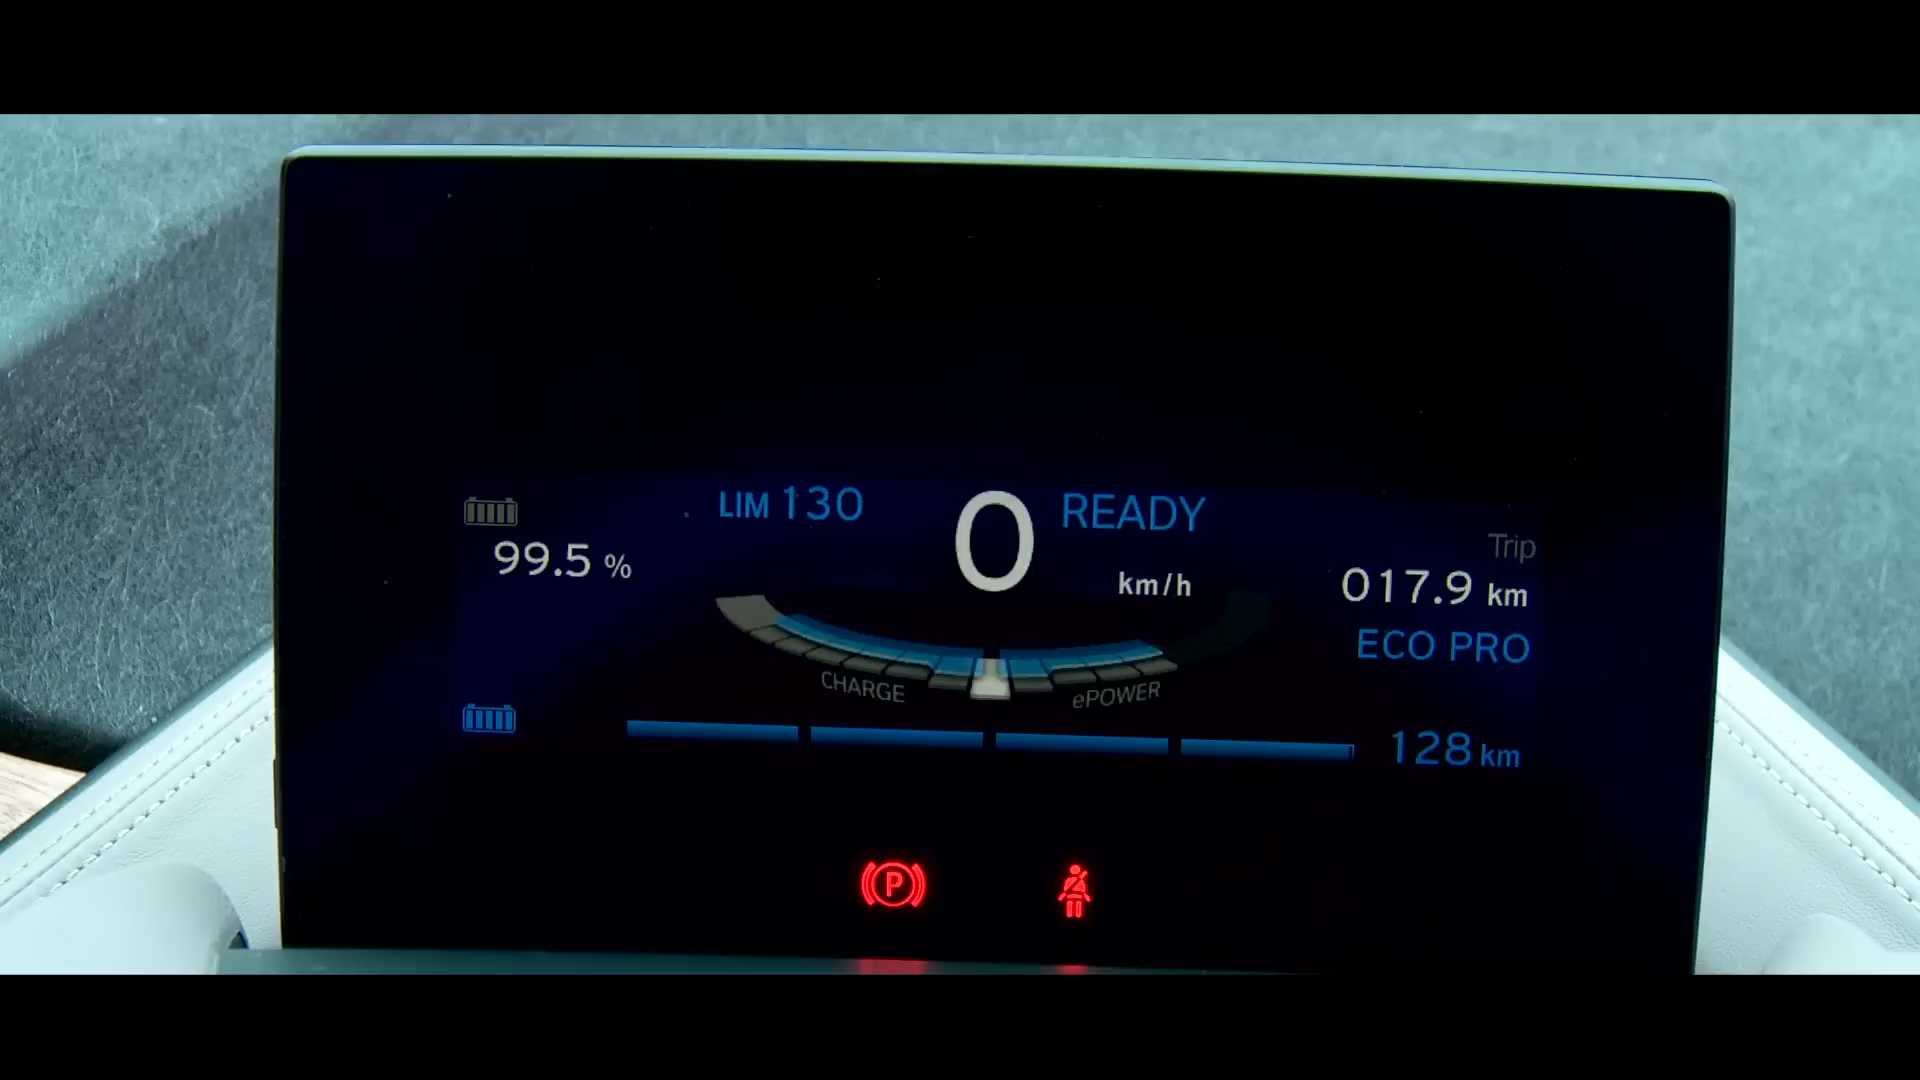 LIM 130
0
READY
km/h
99.5 %
Trip
017.9 km
ECO PRO
CHARGE
ePOWER
128 km
P